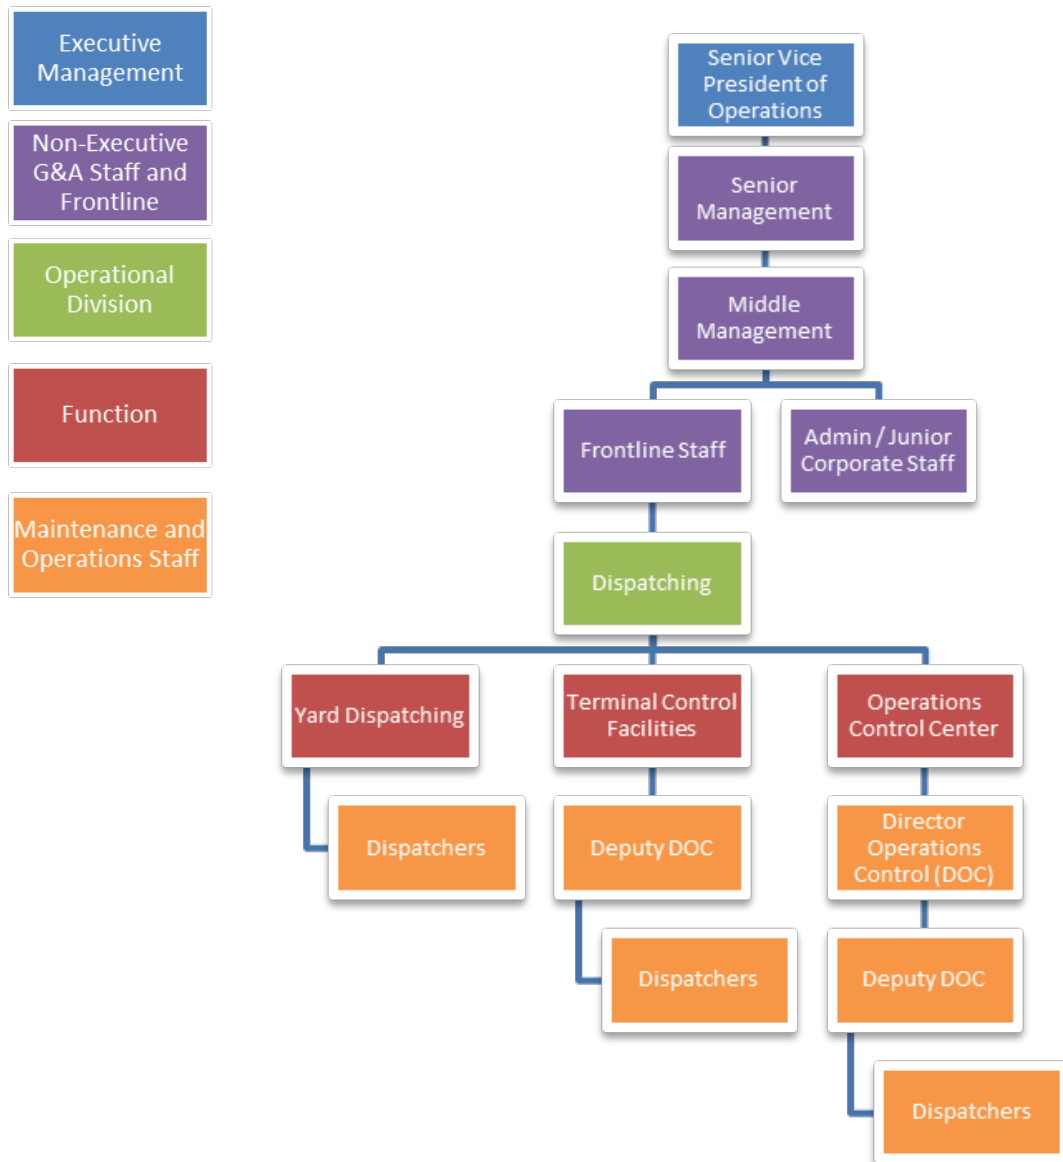 Executive
Management
Non-Executive
G&A Staff and
Frontline
Operational
Division
Function
Maintenance and
Operations Staff
Senior Vice
President of
Operations
Senior
Management
Middle
Management
Frontline Staff
Admin / Junior
Corporate Staff
Dispatching
Yard Dispatching
Terminal Control
Facilities
Operations
Control Center
Dispatchers
Deputy DOC
Director
Operations
Control (DOC)
Dispatchers
Deputy DOC
Dispatchers